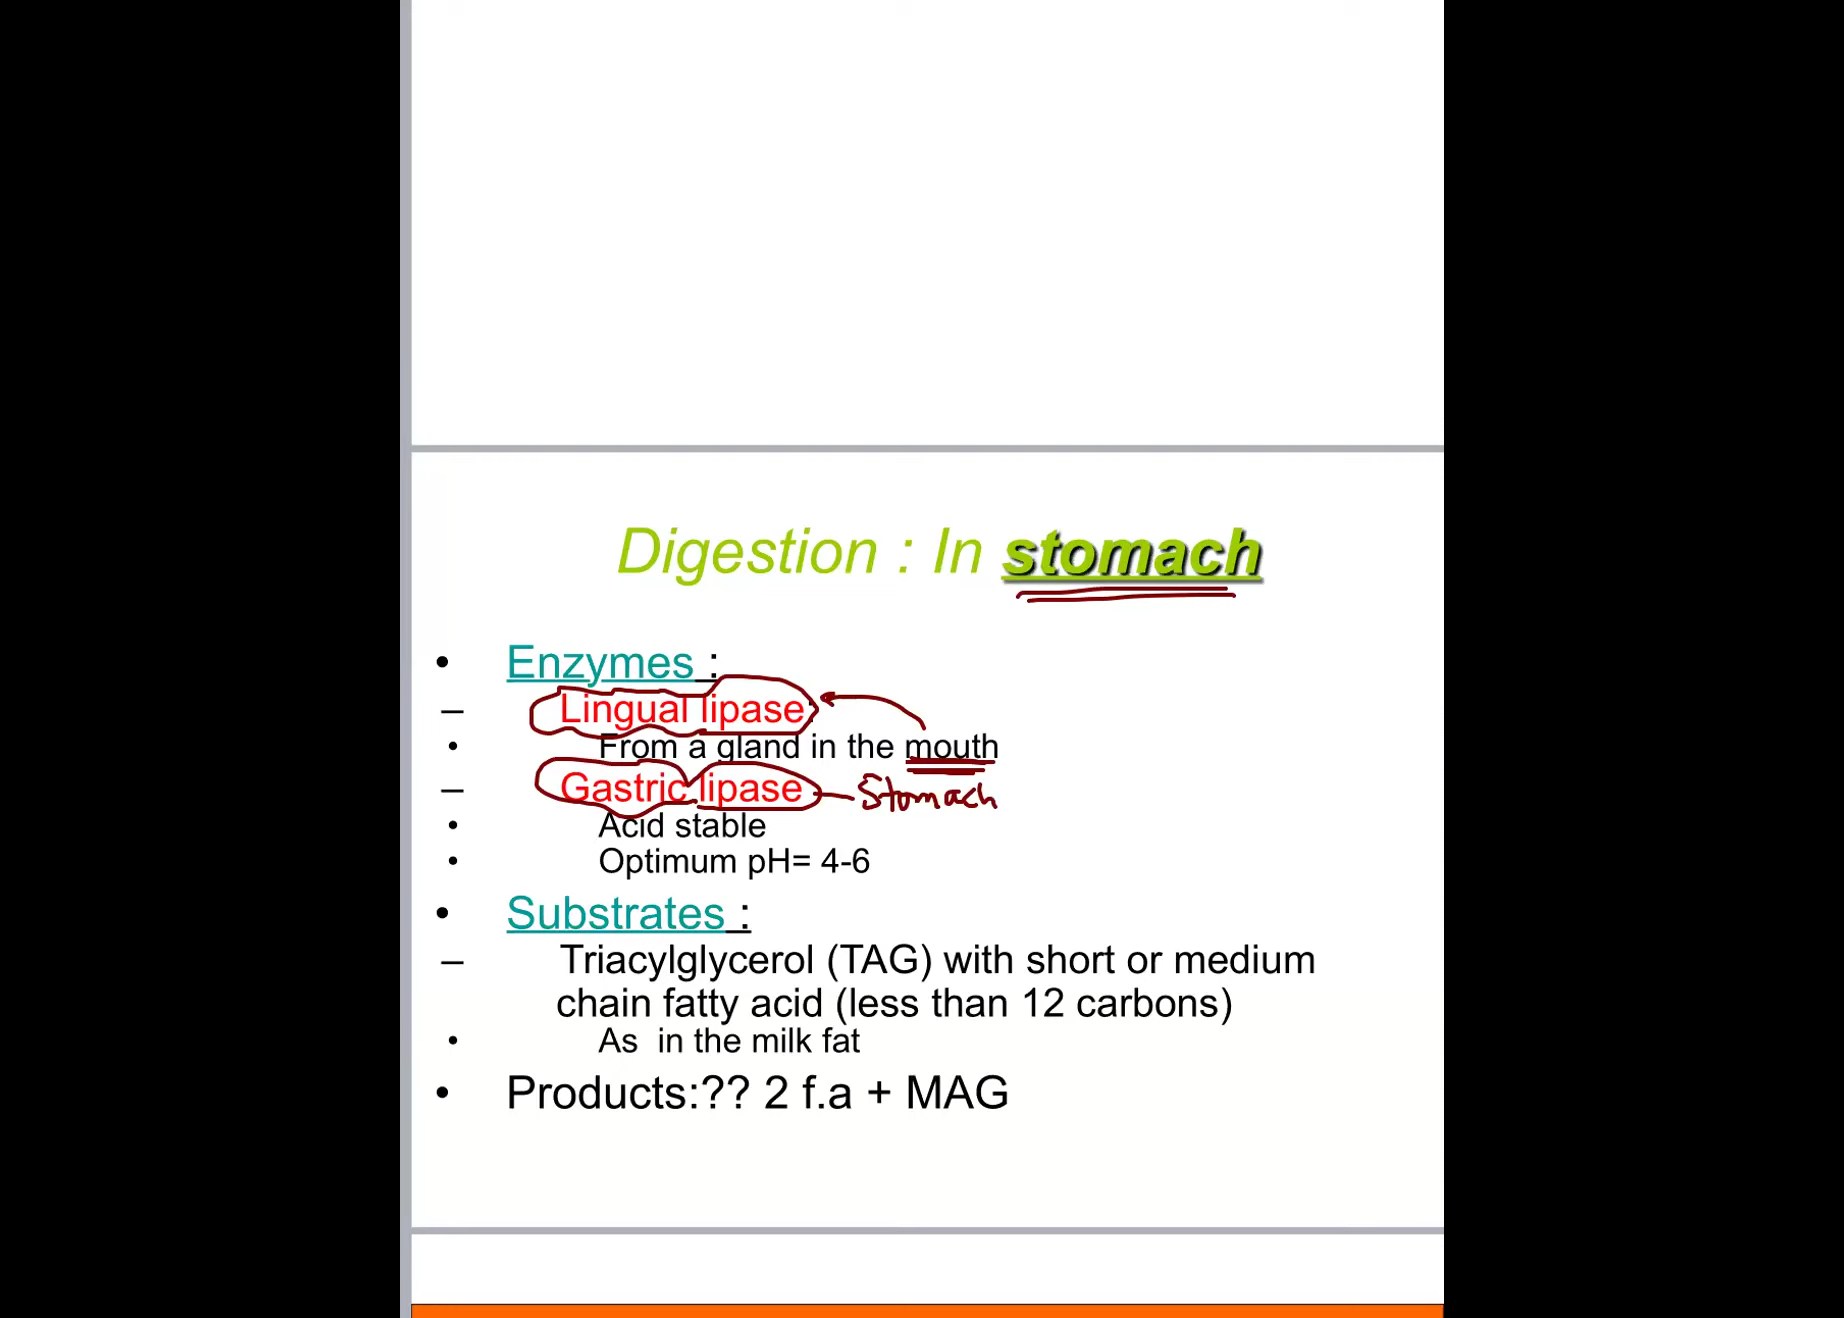 Digestion : In stomach
• Enzymes :
– Lingual lipase
• From a gland in the mouth
– Gastric lipase – Stomach
• Acid stable
• Optimum pH= 4-6
• Substrates :
– Triacylglycerol (TAG) with short or medium
chain fatty acid (less than 12 carbons)
• As in the milk fat
• Products:?? 2 f.a + MAG